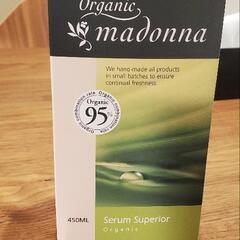 Organic
madonna
We hand-made all products
in small batches to ensure
continual freshness.
Organic
95%
450ML
Serum Superior
Organic